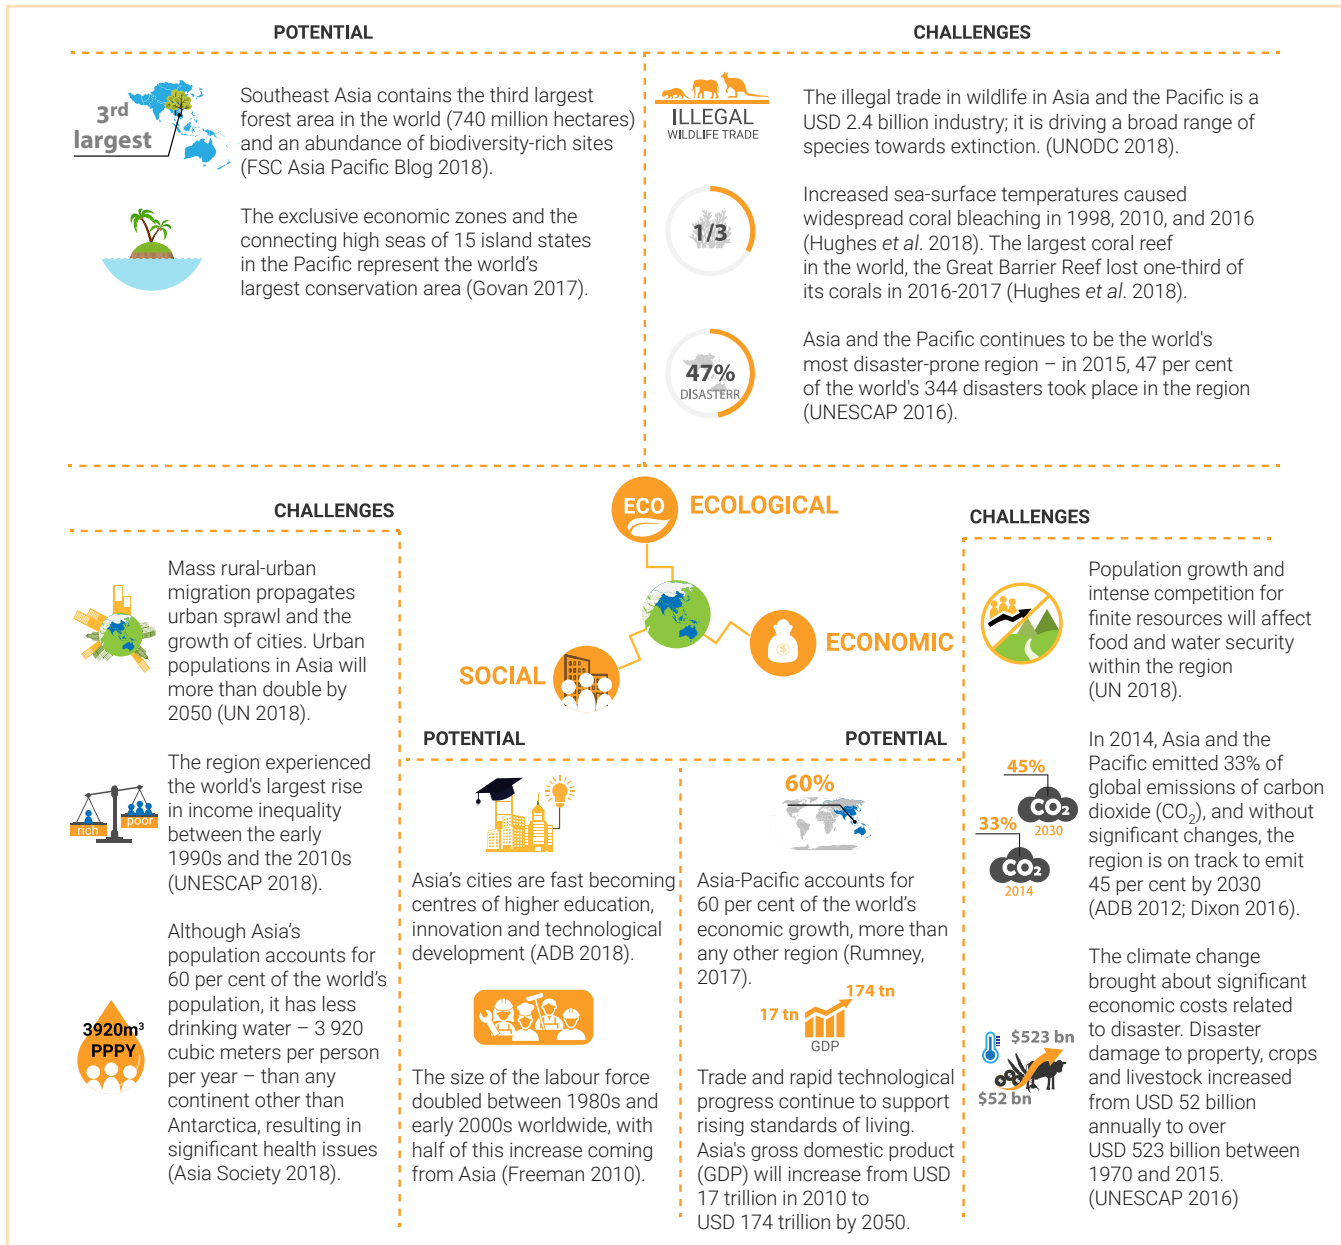 POTENTIAL
3rd
largest
Southeast Asia contains the third largest
forest area in the world (740 million hectares)
and an abundance of biodiversity-rich sites
(FSC Asia Pacific Blog 2018).
The exclusive economic zones and the
connecting high seas of 15 island states
in the Pacific represent the world's
largest conservation area (Govan 2017).
CHALLENGES
ILLEGAL
WILDLIFE TRADE
The illegal trade in wildlife in Asia and the Pacific is a
USD 2.4 billion industry; it is driving a broad range of
species towards extinction. (UNODC 2018).
1/3
Increased sea-surface temperatures caused
widespread coral bleaching in 1998, 2010, and 2016
(Hughes et al. 2018). The largest coral reef
in the world, the Great Barrier Reef lost one-third of
its corals in 2016-2017 (Hughes et al. 2018).
47%
DISASTERR
Asia and the Pacific continues to be the world's
most disaster-prone region – in 2015, 47 per cent
of the world's 344 disasters took place in the region
(UNESCAP 2016).
ECO
ECOLOGICAL
ECONOMIC
SOCIAL
CHALLENGES
Mass rural-urban
migration propagates
urban sprawl and the
growth of cities. Urban
populations in Asia will
more than double by
2050 (UN 2018).
rich
poor
The region experienced
the world's largest rise
in income inequality
between the early
1990s and the 2010s
(UNESCAP 2018).
3920m³
PPPY
Although Asia's
population accounts for
60 per cent of the world's
population, it has less
drinking water – 3 920
cubic meters per person
per year – than any
continent other than
Antarctica, resulting in
significant health issues
(Asia Society 2018).
POTENTIAL
Asia's cities are fast becoming
centres of higher education,
innovation and technological
development (ADB 2018).
The size of the labour force
doubled between 1980s and
early 2000s worldwide, with
half of this increase coming
from Asia (Freeman 2010).
POTENTIAL
60%
Asia-Pacific accounts for
60 per cent of the world's
economic growth, more than
any other region (Rumney,
2017).
17 tn
174 tn
GDP
Trade and rapid technological
progress continue to support
rising standards of living.
Asia's gross domestic product
(GDP) will increase from USD
17 trillion in 2010 to
USD 174 trillion by 2050.
CHALLENGES
Population growth and
intense competition for
finite resources will affect
food and water security
within the region
(UN 2018).
45%
CO₂
2030
33%
CO₂
2014
In 2014, Asia and the
Pacific emitted 33% of
global emissions of carbon
dioxide (CO₂), and without
significant changes, the
region is on track to emit
45 per cent by 2030
(ADB 2012; Dixon 2016).
$523 bn
$52 bn
The climate change
brought about significant
economic costs related
to disaster. Disaster
damage to property, crops
and livestock increased
from USD 52 billion
annually to over
USD 523 billion between
1970 and 2015.
(UNESCAP 2016)